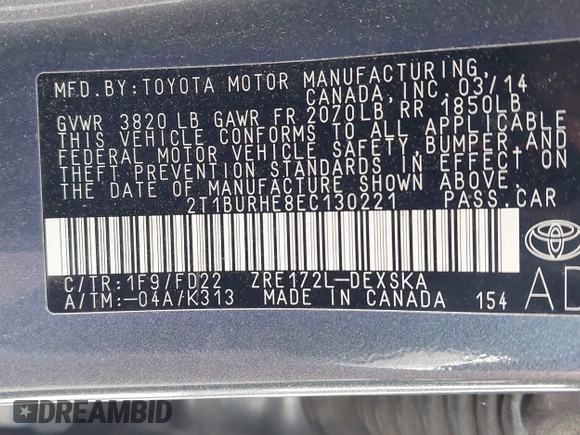 MFD.BY:TOYOTA MOTOR MANUFACTURING,
CANADA,INC. 03/14
GVWR 3820 LB GAWR FR 2070LB RR 1850LB
THIS VEHICLE CONFORMS TO ALL APPLICABLE
FEDERAL MOTOR VEHICLE SAFETY,BUMPER,AND
THEFT PREVENTION STANDARDS IN EFFECT ON
THE DATE OF MANUFACTURE SHOWN ABOVE.
2T1BURHE8EC130221 PASS.CAR
C/TR:1F9/FD22 ZRE172L-DEXSKA
A/TM:-04A/K313 MADE IN CANADA 154
AD
DREAMBID